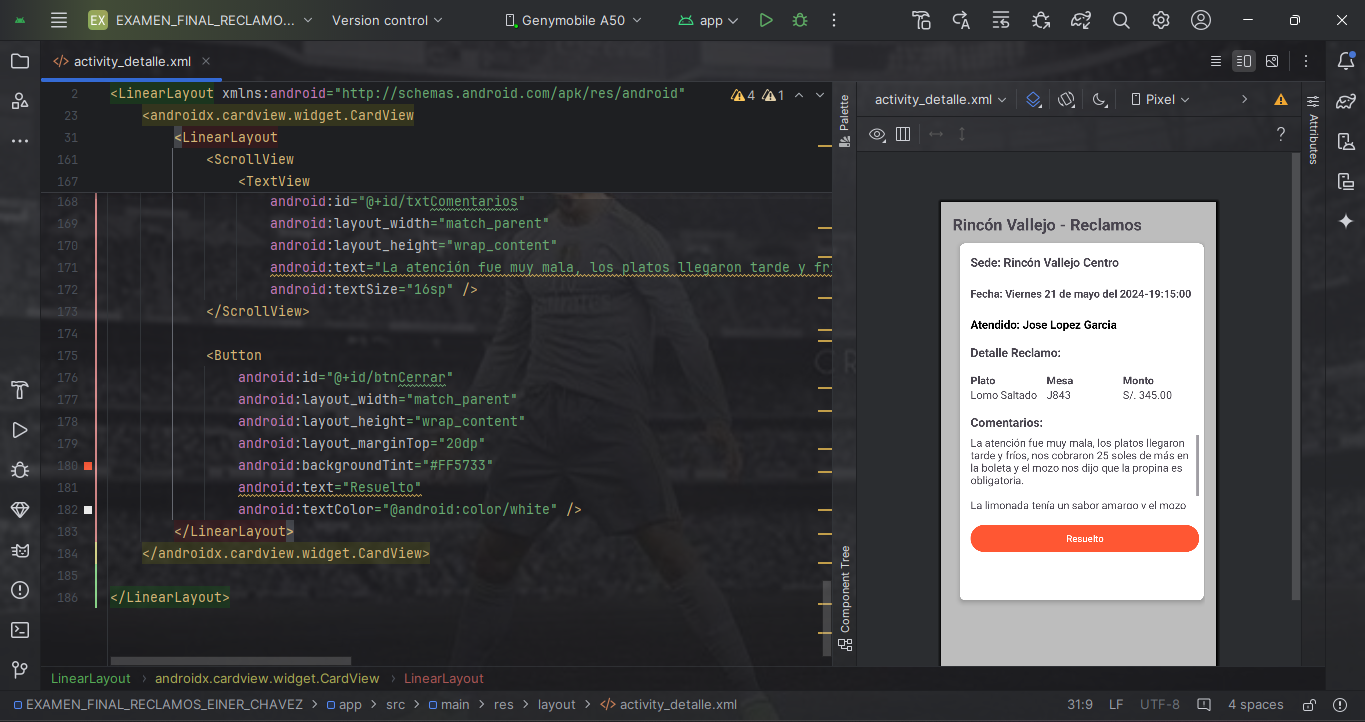 EX EXAMEN_FINAL_RECLAMO... Version control Genymobile A50 app
activity_detalle.xml
2 <LinearLayout xmlns:android="http://schemas.android.com/apk/res/android" 4 1
23 <androidx.cardview.widget.CardView
31 <LinearLayout
161 <ScrollView
167 <TextView
168 android:id="@+id/txtComentarios"
169 android:layout_width="match_parent"
170 android:layout_height="wrap_content"
171 android:text="La atención fue muy mala, los platos llegaron tarde y frí
172 android:textSize="16sp" />
173 </ScrollView>
174
175 <Button
176 android:id="@+id/btnCerrar"
177 android:layout_width="match_parent"
178 android:layout_height="wrap_content"
179 android:layout_marginTop="20dp"
180 android:backgroundTint="#FF5733"
181 android:text="Resuelto"
182 android:textColor="@android:color/white" />
183 </LinearLayout>
184 </androidx.cardview.widget.CardView>
185
186 </LinearLayout>
Palette
Component Tree
activity_detalle.xml Pixel
?
Attributes
Rincón Vallejo - Reclamos
Sede: Rincón Vallejo Centro
Fecha: Viernes 21 de mayo del 2024-19:15:00
Atendido: Jose Lopez Garcia
Detalle Reclamo:
Plato Mesa Monto
Lomo Saltado J843 S/. 345.00
Comentarios:
La atención fue muy mala, los platos llegaron
tarde y fríos, nos cobraron 25 soles de más en
la boleta y el mozo nos dijo que la propina es
obligatoria.
La limonada tenía un sabor amargo y el mozo
Resuelto
LinearLayout > androidx.cardview.widget.CardView > LinearLayout
EXAMEN_FINAL_RECLAMOS_EINER_CHAVEZ > app > src > main > res > layout > activity_detalle.xml 31:9 LF UTF-8 4 spaces